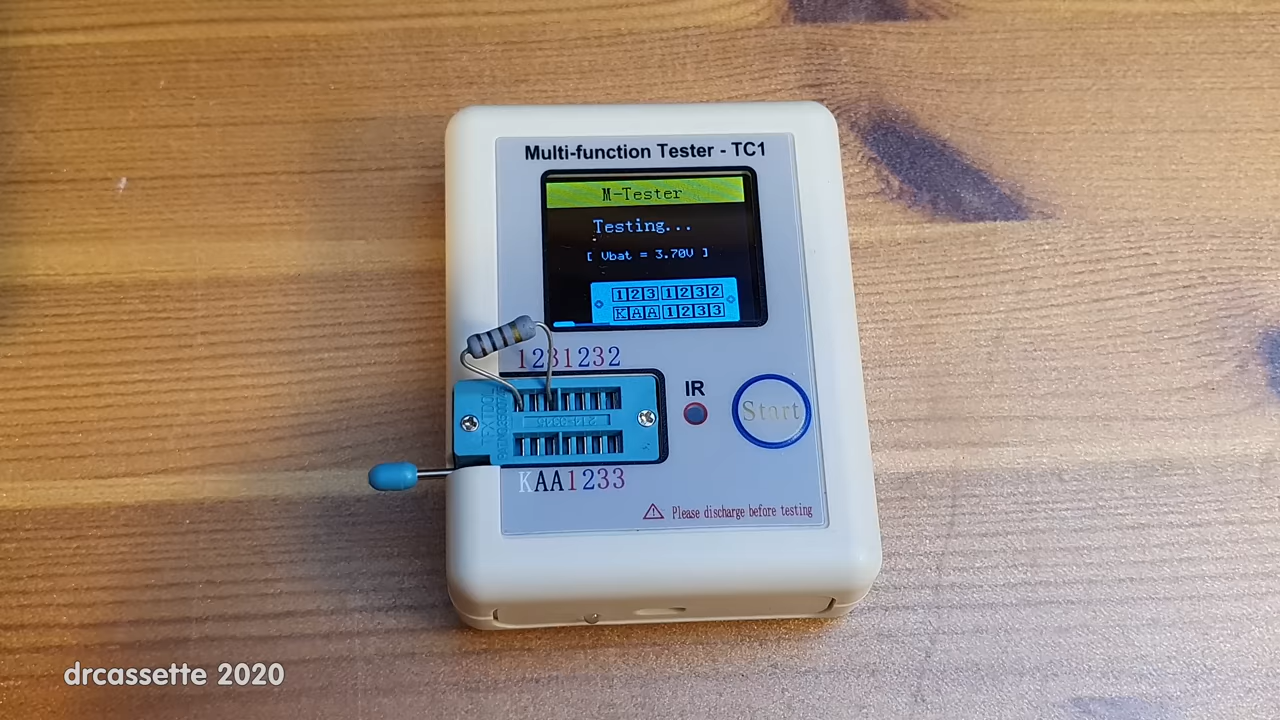 Multi-function Tester - TC1
M-Tester
Testing...
[ Vbat = 3.70V ]
123 1232
KAA 1233
1231232
IR
Start
KAA1233
Please discharge before testing
drcassette 2020